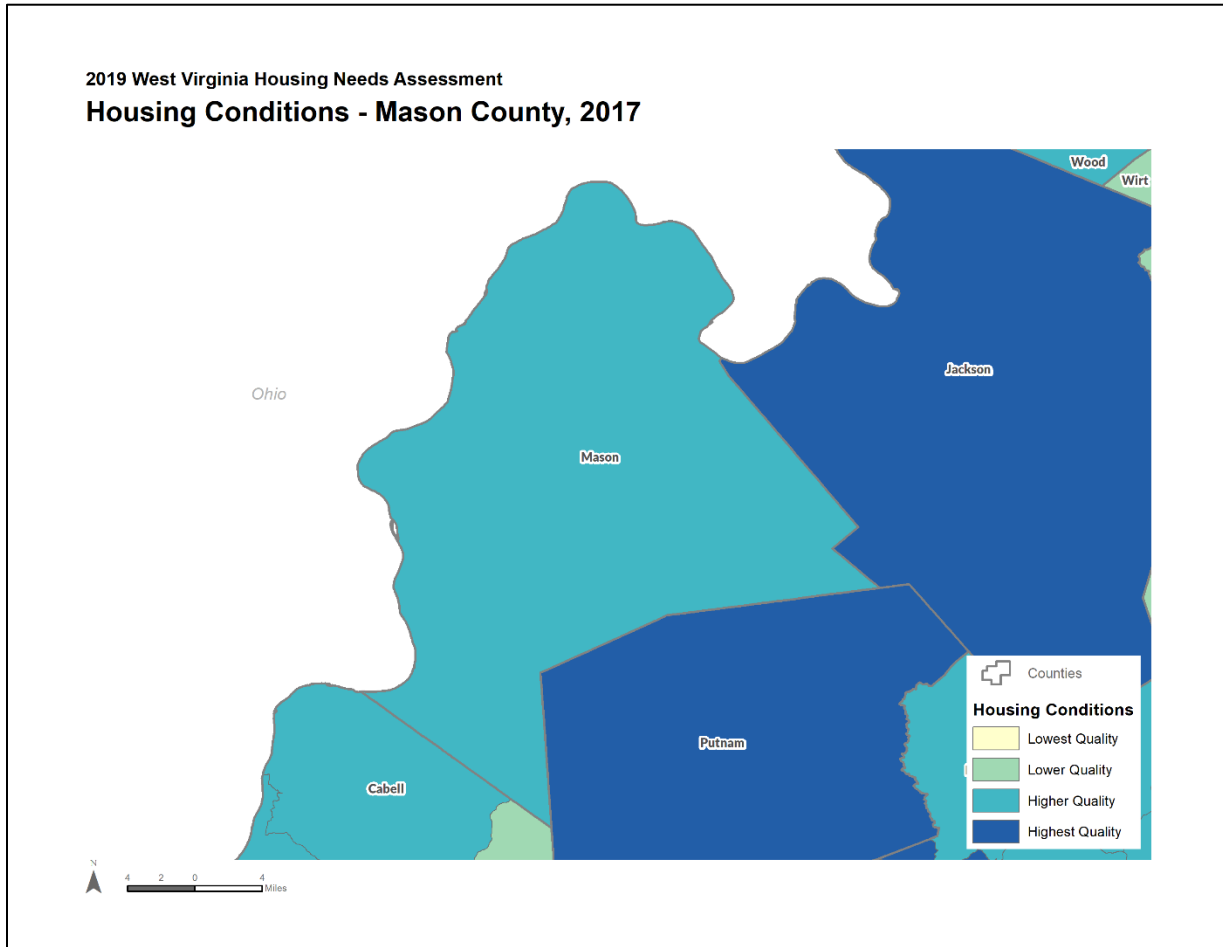 2019 West Virginia Housing Needs Assessment
Housing Conditions - Mason County, 2017
Wood
Wirt
Jackson
Ohio
Mason
Counties
Housing Conditions
Lowest Quality
Putnam
Lower Quality
Cabell
Higher Quality
Highest Quality
N
4 2 0 4
Miles